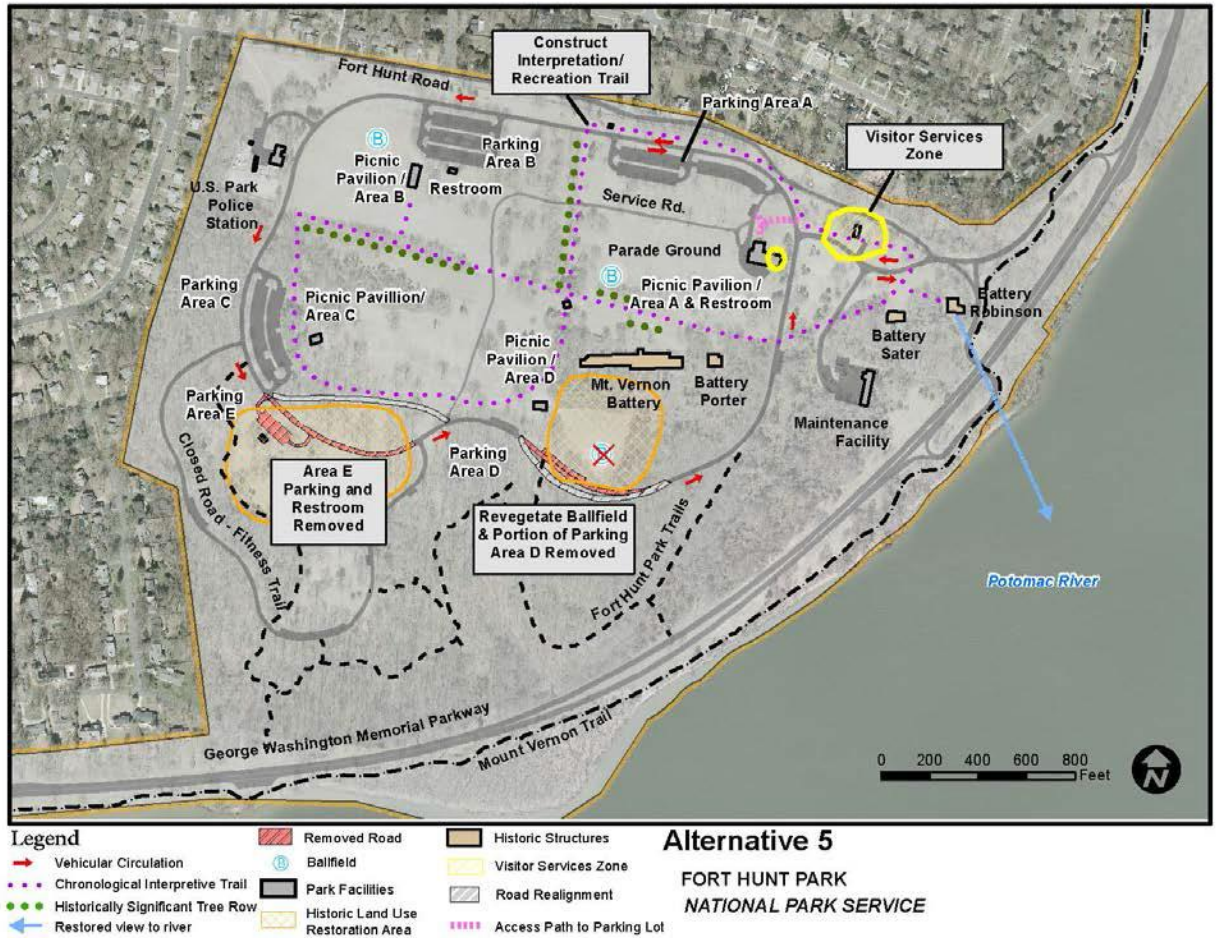 Construct
Interpretation/
Recreation Trail
Fort Hunt Road
Parking Area A
Visitor Services
Zone
B
Parking
Area B
Picnic
Pavilion /
Area B
Restroom
U.S. Park
Police
Station
Service Rd.
Parade Ground
B
Picnic Pavilion /
Area A & Restroom
Parking
Area C
Picnic Pavillion/
Area C
Battery
Robinson
Battery
Sater
Picnic
Pavilion /
Area D
Mt. Vernon
Battery
Battery
Porter
Parking
Area E
Maintenance
Facility
Closed Road - Fitness Trail
Parking
Area D
B
Area E
Parking and
Restroom
Removed
Revegetate Ballfield
& Portion of Parking
Area D Removed
Fort Hunt Park Trails
Potomac River
George Washington Memorial Parkway
Mount Vernon Trail
0 200 400 600 800
Feet
N
Legend
Vehicular Circulation
Chronological Interpretive Trail
Historically Significant Tree Row
Restored view to river
Removed Road
B
Ballfield
Park Facilities
Historic Land Use
Restoration Area
Historic Structures
Visitor Services Zone
Road Realignment
Access Path to Parking Lot
Alternative 5
FORT HUNT PARK
NATIONAL PARK SERVICE